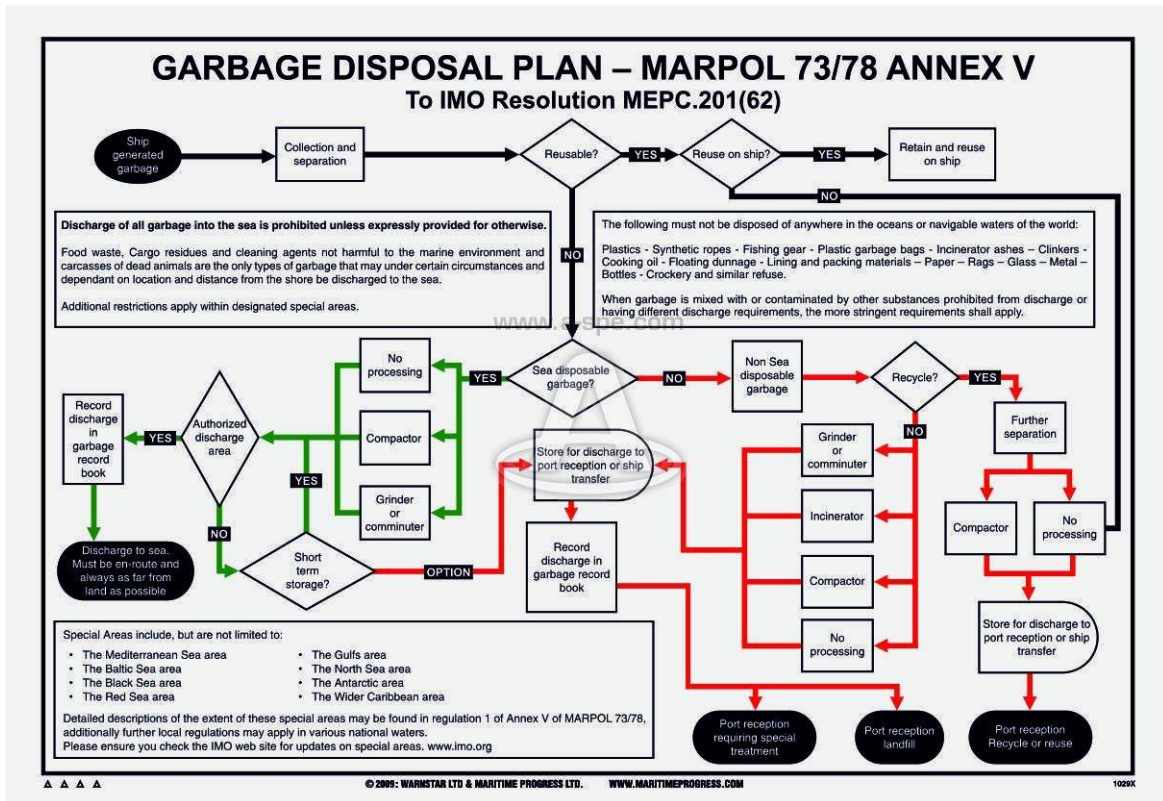 GARBAGE DISPOSAL PLAN – MARPOL 73/78 ANNEX V
To IMO Resolution MEPC.201(62)
Ship
generated
garbage
Collection and
separation
Reusable?
YES
Reuse on ship?
YES
Retain and reuse
on ship
NO
NO
Discharge of all garbage into the sea is prohibited unless expressly provided for otherwise.
Food waste, Cargo residues and cleaning agents not harmful to the marine environment and
carcasses of dead animals are the only types of garbage that may under certain circumstances and
dependant on location and distance from the shore be discharged to the sea.
Additional restrictions apply within designated special areas.
The following must not be disposed of anywhere in the oceans or navigable waters of the world:
Plastics - Synthetic ropes - Fishing gear - Plastic garbage bags - Incinerator ashes – Clinkers -
Cooking oil - Floating dunnage - Lining and packing materials – Paper – Rags – Glass – Metal –
Bottles - Crockery and similar refuse.
When garbage is mixed with or contaminated by other substances prohibited from discharge or
having different discharge requirements, the more stringent requirements shall apply.
www.a-spe.com
Sea disposable
garbage?
YES
NO
No
processing
Compactor
Grinder
or
comminuter
Authorized
discharge
area
YES
Record
discharge
in
garbage
record
book
Discharge to sea.
Must be en-route and
always as far from
land as possible
NO
YES
Short
term
storage?
OPTION
Store for discharge to
port reception or ship
transfer
Record
discharge in
garbage record
book
Non Sea
disposable
garbage
Recycle?
YES
NO
Grinder
or
comminuter
Incinerator
Compactor
No
processing
Further
separation
Compactor
No
processing
Store for discharge to
port reception or ship
transfer
Port reception
requiring special
treatment
Port reception
landfill
Port reception
Recycle or reuse
Special Areas include, but are not limited to:
• The Mediterranean Sea area
• The Baltic Sea area
• The Black Sea area
• The Red Sea area
• The Gulfs area
• The North Sea area
• The Antarctic area
• The Wider Caribbean area
Detailed descriptions of the extent of these special areas may be found in regulation 1 of Annex V of MARPOL 73/78,
additionally further local regulations may apply in various national waters.
Please ensure you check the IMO web site for updates on special areas. www.imo.org
© 2009: WARNSTAR LTD & MARITIME PROGRESS LTD. WWW.MARITIMEPROGRESS.COM
1029X